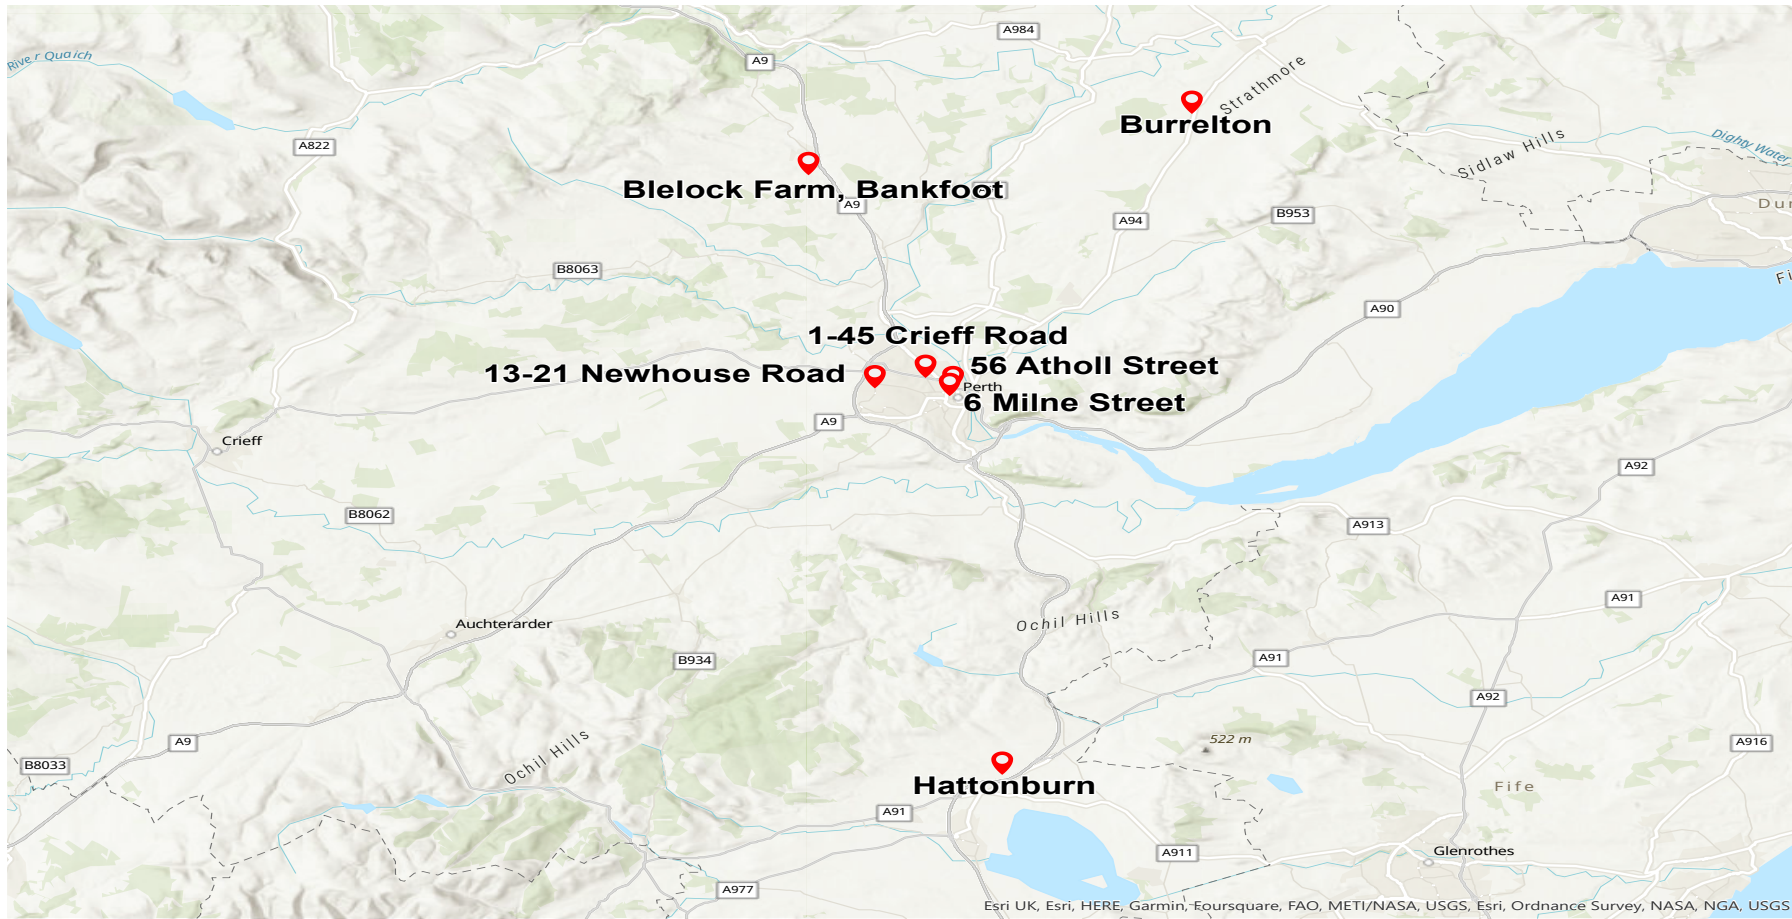 A984
River Quaich
A9
Strathmore
Burrelton
Sidlaw Hills
Dighty Water
A822
Blelock Farm, Bankfoot
A9
A94
B953
B8063
A90
1-45 Crieff Road
56 Atholl Street
13-21 Newhouse Road
Perth
6 Milne Street
A9
Crieff
A92
B8062
A913
A91
Ochil Hills
Auchterarder
B934
A91
A92
522 m
A9
A916
B8033
Ochil Hills
Hattonburn
Fife
A91
A911
Glenrothes
A977
Esri UK, Esri, HERE, Garmin, Foursquare, FAO, METI/NASA, USGS, Esri, Ordnance Survey, NASA, NGA, USGS